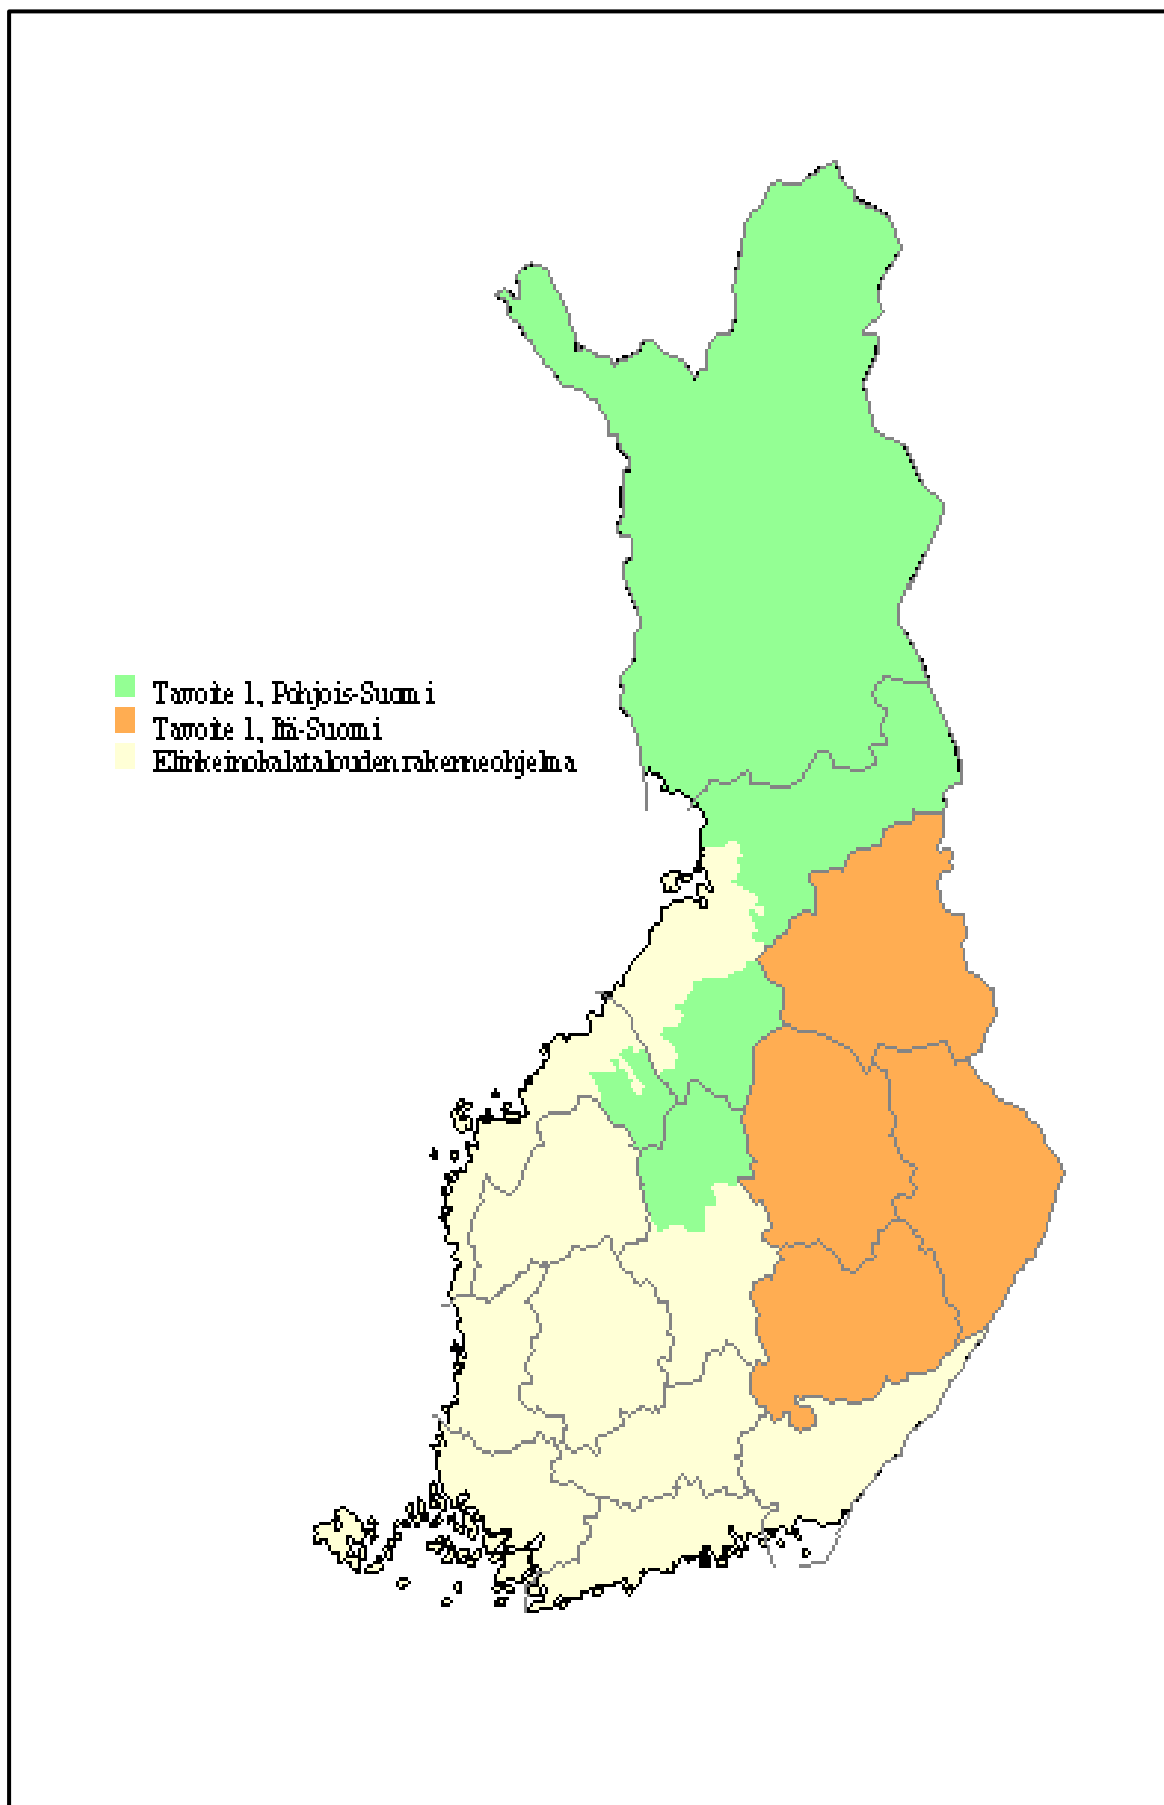 Tavoite 1, Pohjois-Suomi
Tavoite 1, Itä-Suomi
Elinkeinokalatalouden rakenneohjelma